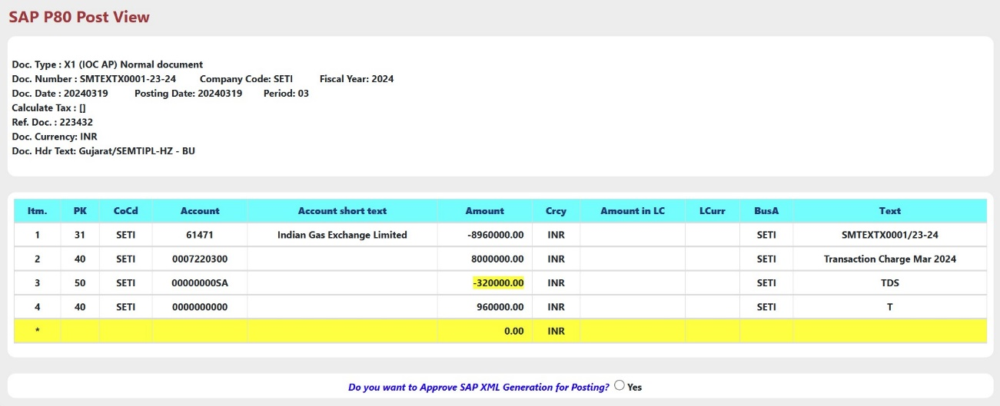 SAP P80 Post View
Doc. Type : X1 (IOC AP) Normal document
Doc. Number : SMTEXTX0001-23-24 Company Code: SETI Fiscal Year: 2024
Doc. Date : 20240319 Posting Date: 20240319 Period: 03
Calculate Tax : []
Ref. Doc. : 223432
Doc. Currency: INR
Doc. Hdr Text: Gujarat/SEMTIPL-HZ - BU
Itm. PK CoCd Account Account short text Amount Crcy Amount in LC LCurr BusA Text
1 31 SETI 61471 Indian Gas Exchange Limited -8960000.00 INR SETI SMTEXTX0001/23-24
2 40 SETI 0007220300 8000000.00 INR SETI Transaction Charge Mar 2024
3 50 SETI 00000000SA -320000.00 INR SETI TDS
4 40 SETI 0000000000 960000.00 INR SETI T
* 0.00 INR
Do you want to Approve SAP XML Generation for Posting? Yes